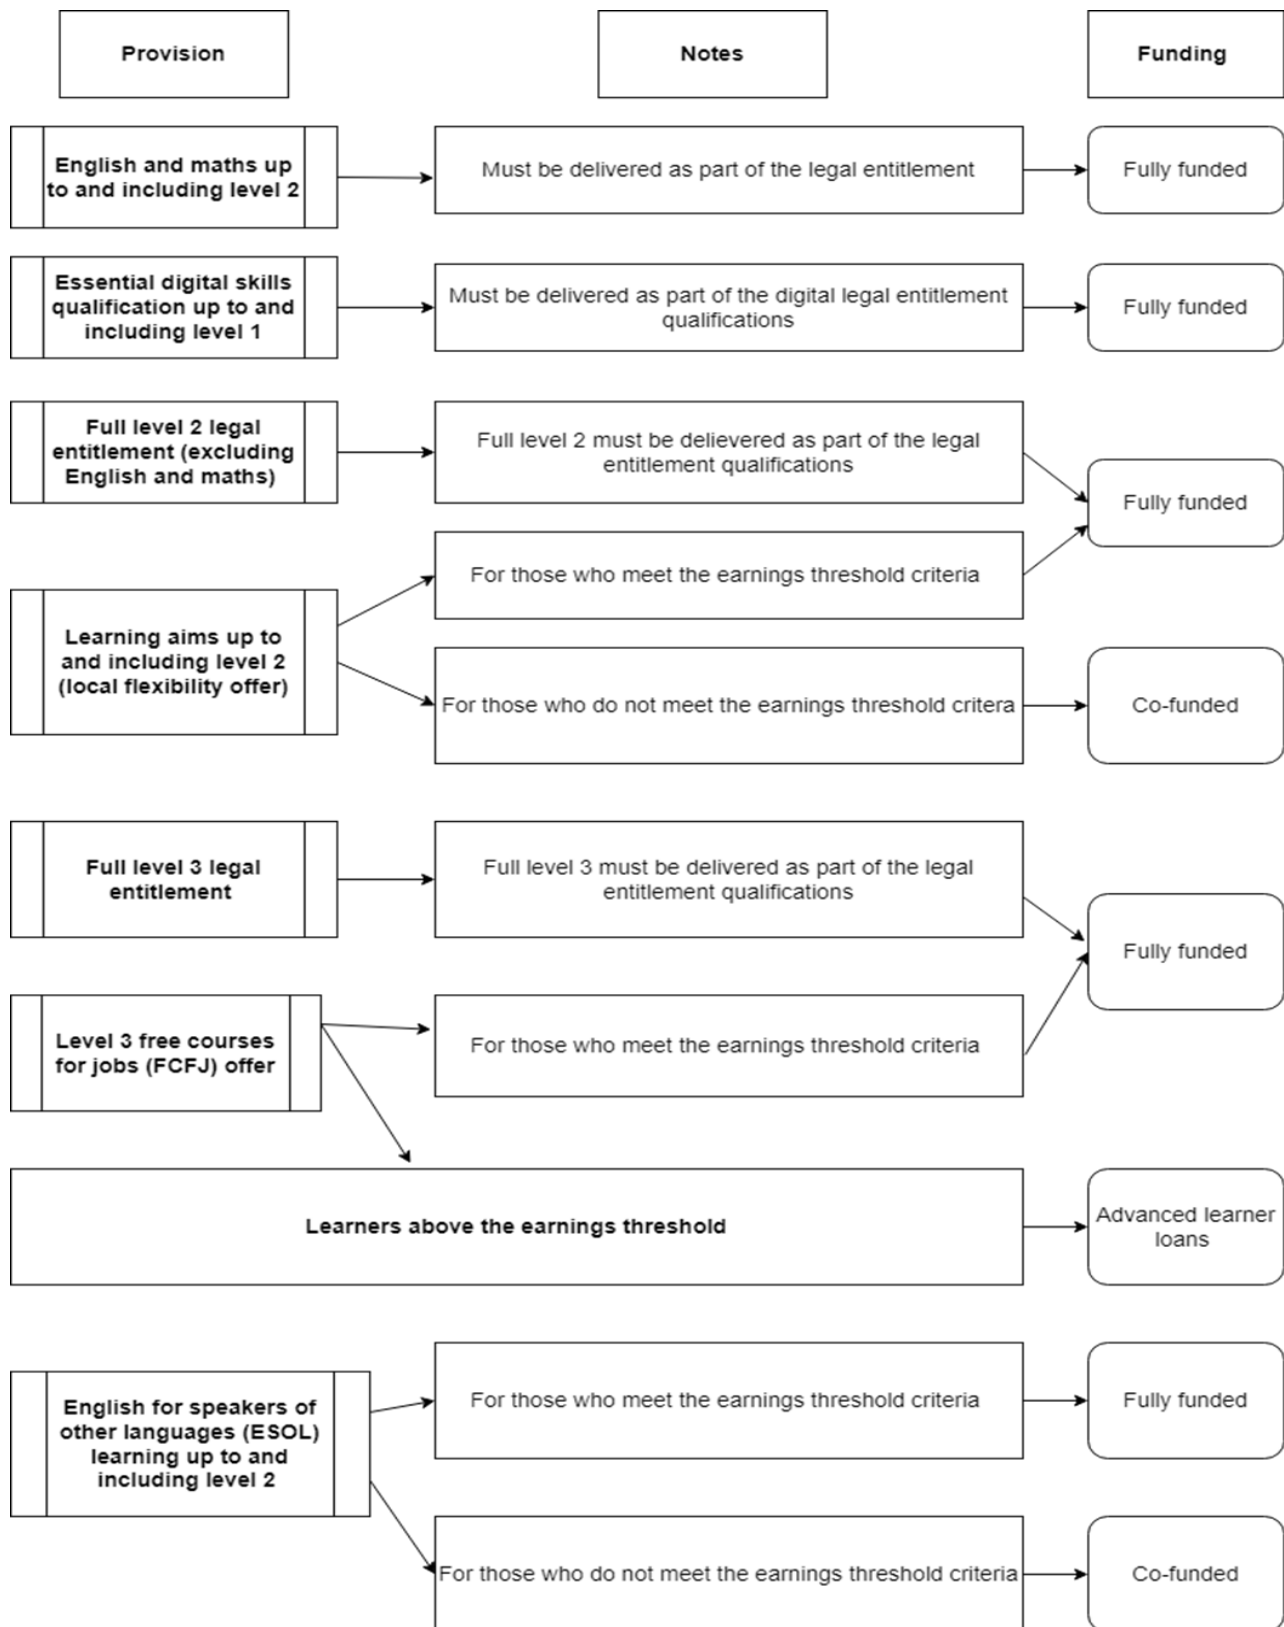 Provision
Notes
Funding
English and maths up
to and including level 2
Must be delivered as part of the legal entitlement
Fully funded
Essential digital skills
qualification up to and
including level 1
Must be delivered as part of the digital legal entitlement
qualifications
Fully funded
Full level 2 legal
entitlement (excluding
English and maths)
Full level 2 must be delievered as part of the legal
entitlement qualifications
Fully funded
Learning aims up to
and including level 2
(local flexibility offer)
For those who meet the earnings threshold criteria
For those who do not meet the earnings threshold critera
Co-funded
Full level 3 legal
entitlement
Full level 3 must be delivered as part of the legal
entitlement qualifications
Fully funded
Level 3 free courses
for jobs (FCFJ) offer
For those who meet the earnings threshold criteria
Learners above the earnings threshold
Advanced learner
loans
English for speakers of
other languages (ESOL)
learning up to and
including level 2
For those who meet the earnings threshold criteria
Fully funded
For those who do not meet the earnings threshold criteria
Co-funded